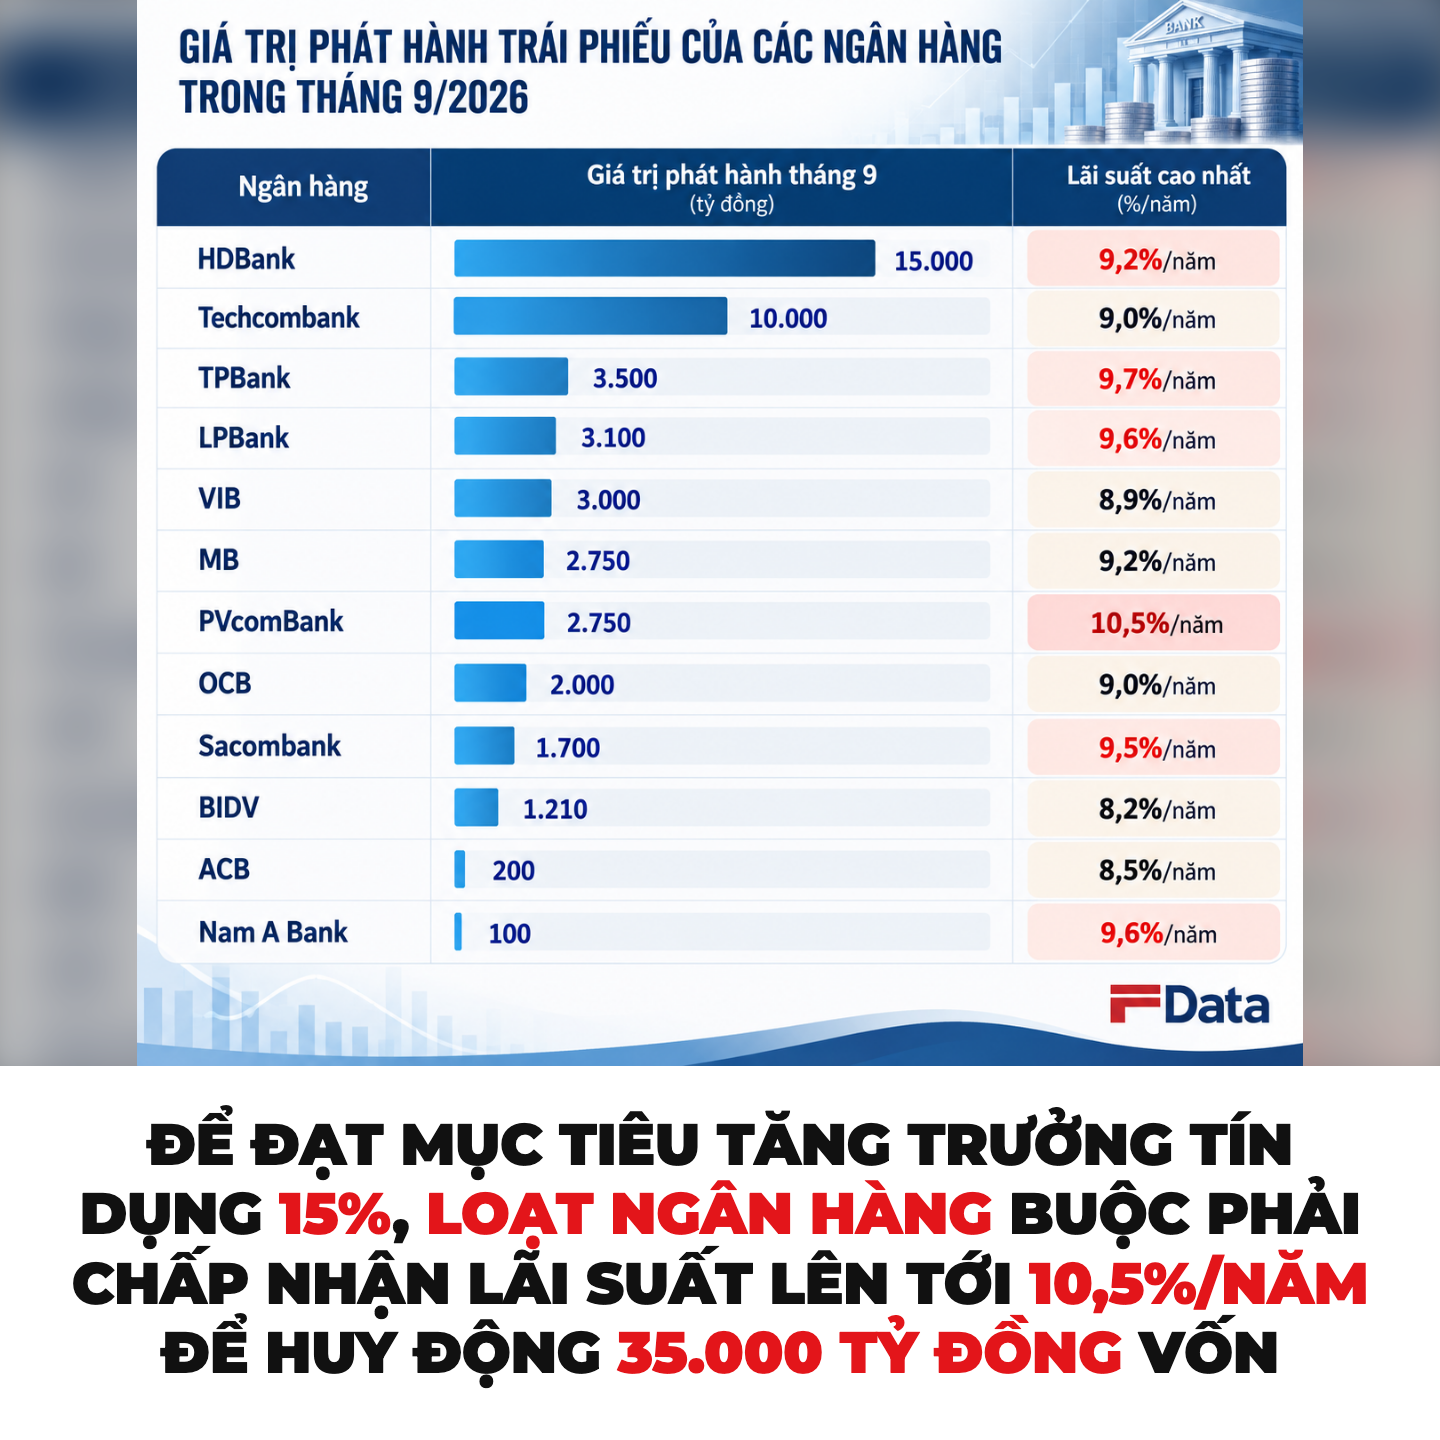 GIÁ TRỊ PHÁT HÀNH TRÁI PHIẾU CỦA CÁC NGÂN HÀNG
TRONG THÁNG 9/2026
BANK
Ngân hàng
Giá trị phát hành tháng 9
(tỷ đồng)
Lãi suất cao nhất
(%/năm)
HDBank 15.000 9,2%/năm
Techcombank 10.000 9,0%/năm
TPBank 3.500 9,7%/năm
LPBank 3.100 9,6%/năm
VIB 3.000 8,9%/năm
MB 2.750 9,2%/năm
PVcomBank 2.750 10,5%/năm
OCB 2.000 9,0%/năm
Sacombank 1.700 9,5%/năm
BIDV 1.210 8,2%/năm
ACB 200 8,5%/năm
Nam A Bank 100 9,6%/năm
FData
ĐỂ ĐẠT MỤC TIÊU TĂNG TRƯỞNG TÍN
DỤNG 15%, LOẠT NGÂN HÀNG BUỘC PHẢI
CHẤP NHẬN LÃI SUẤT LÊN TỚI 10,5%/NĂM
ĐỂ HUY ĐỘNG 35.000 TỶ ĐỒNG VỐN